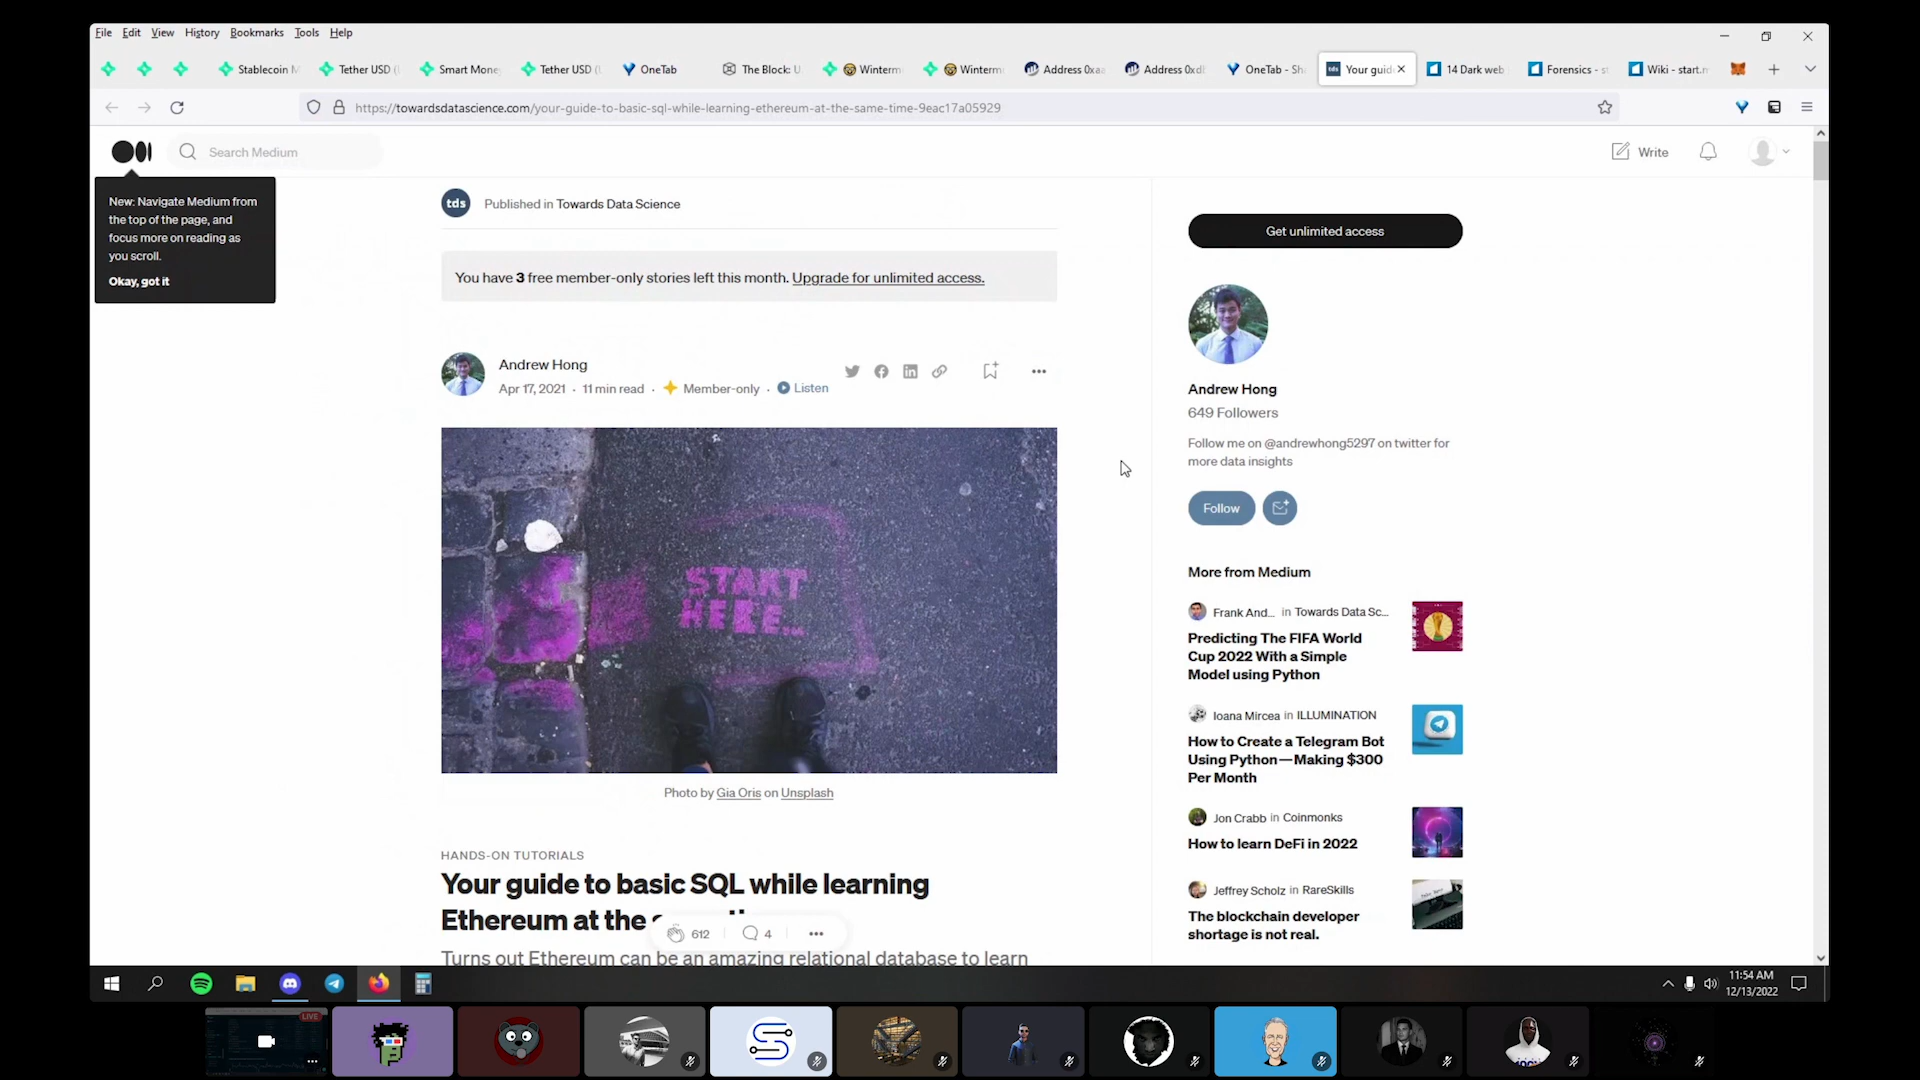 File Edit View History Bookmarks Tools Help
Stablecoin M
Tether USD (
Smart Mone
Tether USD (
OneTab
The Block: U
Winterm
Winterm
Address 0xaa
Address 0xd
OneTab - Sh
tds
Your guid
14 Dark web
Forensics - st
Wiki - start.m
https://towardsdatascience.com/your-guide-to-basic-sql-while-learning-ethereum-at-the-same-time-9eac17a05929
Search Medium
Write
New: Navigate Medium from
the top of the page, and
focus more on reading as
you scroll.
Okay, got it
tds
Published in Towards Data Science
You have 3 free member-only stories left this month. Upgrade for unlimited access.
Andrew Hong
Apr 17, 2021 · 11 min read · Member-only · Listen
START
HERE...
Photo by Gia Oris on Unsplash
HANDS-ON TUTORIALS
Your guide to basic SQL while learning
Ethereum at the
612
4
Turns out Ethereum can be an amazing relational database to learn
Get unlimited access
Andrew Hong
649 Followers
Follow me on @andrewhong5297 on twitter for
more data insights
Follow
More from Medium
Frank And... in Towards Data Sc...
Predicting The FIFA World
Cup 2022 With a Simple
Model using Python
Ioana Mircea in ILLUMINATION
How to Create a Telegram Bot
Using Python—Making $300
Per Month
Jon Crabb in Coinmonks
How to learn DeFi in 2022
Jeffrey Scholz in RareSkills
The blockchain developer
shortage is not real.
11:54 AM
12/13/2022
LIVE